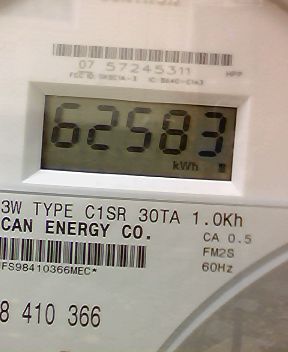 07 57245311 HPP
62583
kWh
3W TYPE C1SR 30TA 1.0Kh
CAN ENERGY CO. CA 0.5
FM2S
FS98410366MEC* 60Hz
8 410 366